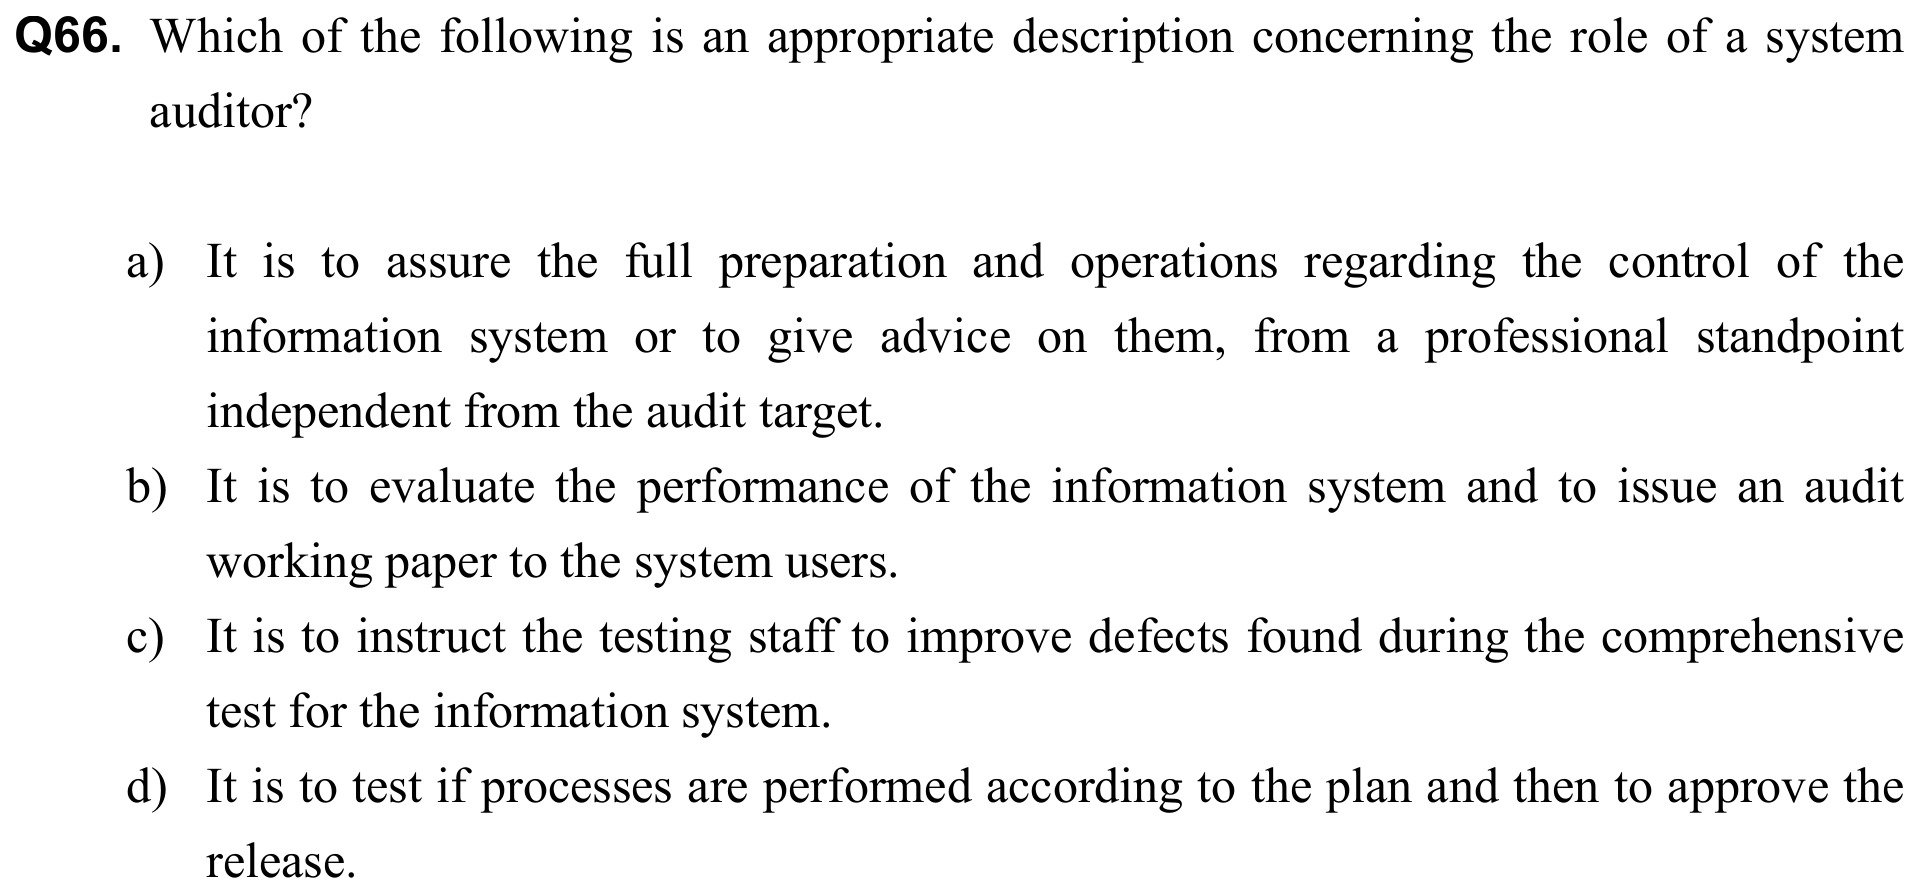 Q66. Which of the following is an appropriate description concerning the role of a system
auditor?
a) It is to assure the full preparation and operations regarding the control of the
information system or to give advice on them, from a professional standpoint
independent from the audit target.
b) It is to evaluate the performance of the information system and to issue an audit
working paper to the system users.
c) It is to instruct the testing staff to improve defects found during the comprehensive
test for the information system.
d) It is to test if processes are performed according to the plan and then to approve the
release.